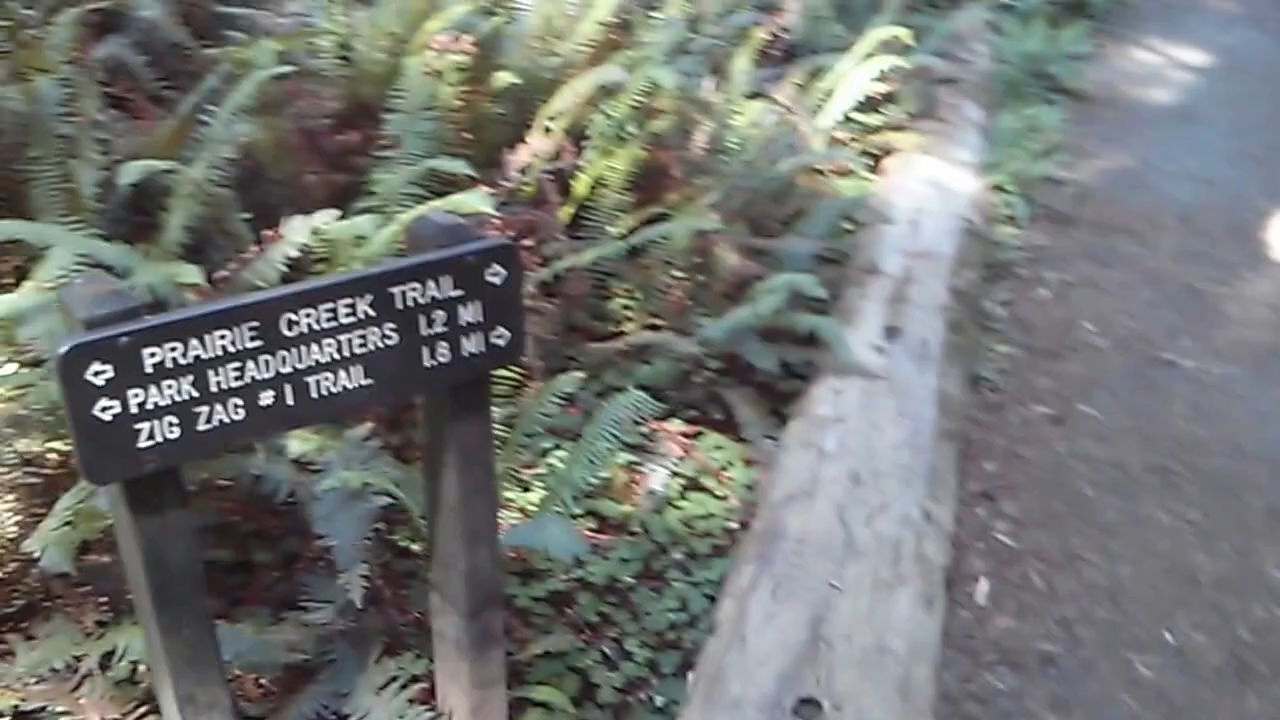 ⇦ PRAIRIE CREEK TRAIL ⇨
⇦ PARK HEADQUARTERS 1.2 MI
ZIG ZAG # 1 TRAIL 1.8 MI ⇨